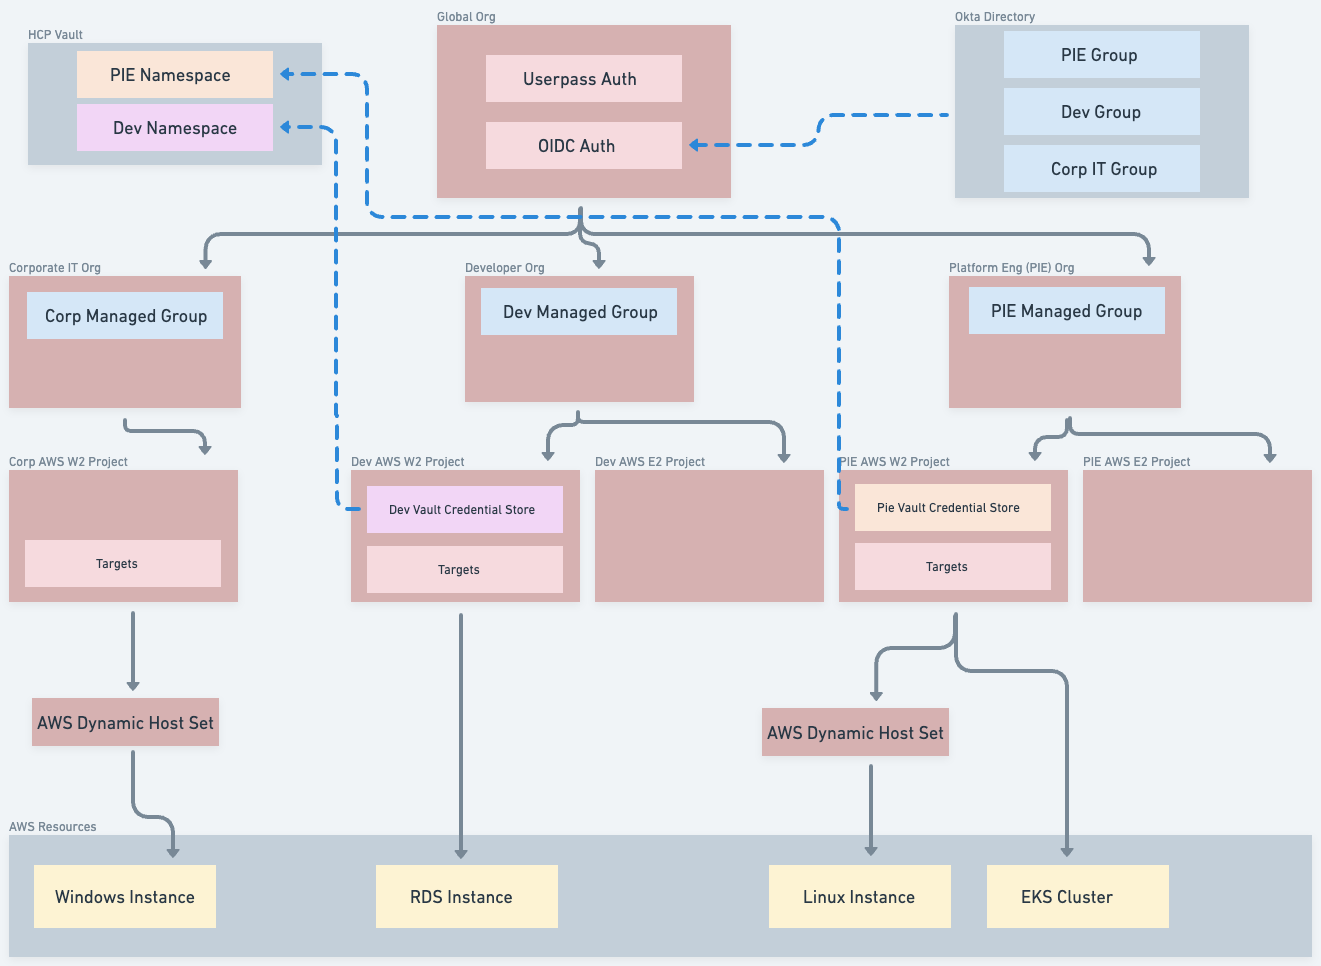 Global Org
Okta Directory
HCP Vault
PIE Namespace
Dev Namespace
Userpass Auth
OIDC Auth
PIE Group
Dev Group
Corp IT Group
Corporate IT Org
Corp Managed Group
Developer Org
Dev Managed Group
Platform Eng (PIE) Org
PIE Managed Group
Corp AWS W2 Project
Targets
Dev AWS W2 Project
Dev Vault Credential Store
Targets
Dev AWS E2 Project
PIE AWS W2 Project
Pie Vault Credential Store
Targets
PIE AWS E2 Project
AWS Dynamic Host Set
AWS Dynamic Host Set
AWS Resources
Windows Instance
RDS Instance
Linux Instance
EKS Cluster